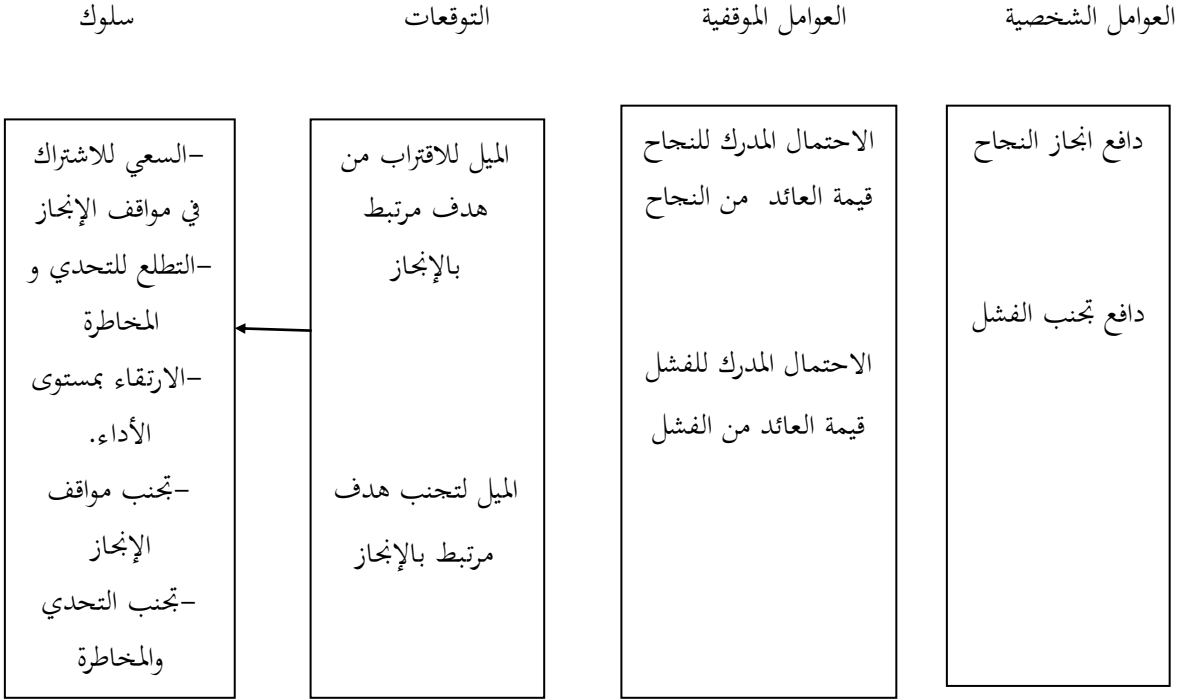 العوامل الشخصية
العوامل الموقفية
التوقعات
سلوك
دافع انجاز النجاح
دافع تجنب الفشل
الاحتمال المدرك للنجاح
قيمة العائد من النجاح
الاحتمال المدرك للفشل
قيمة العائد من الفشل
الميل للاقتراب من
هدف مرتبط
بالإنجاز
الميل لتجنب هدف
مرتبط بالإنجاز
-السعي للاشتراك
في مواقف الإنجاز
-التطلع للتحدي و
المخاطرة
-الارتقاء بمستوى
الأداء.
-تجنب مواقف
الإنجاز
-تجنب التحدي
والمخاطرة